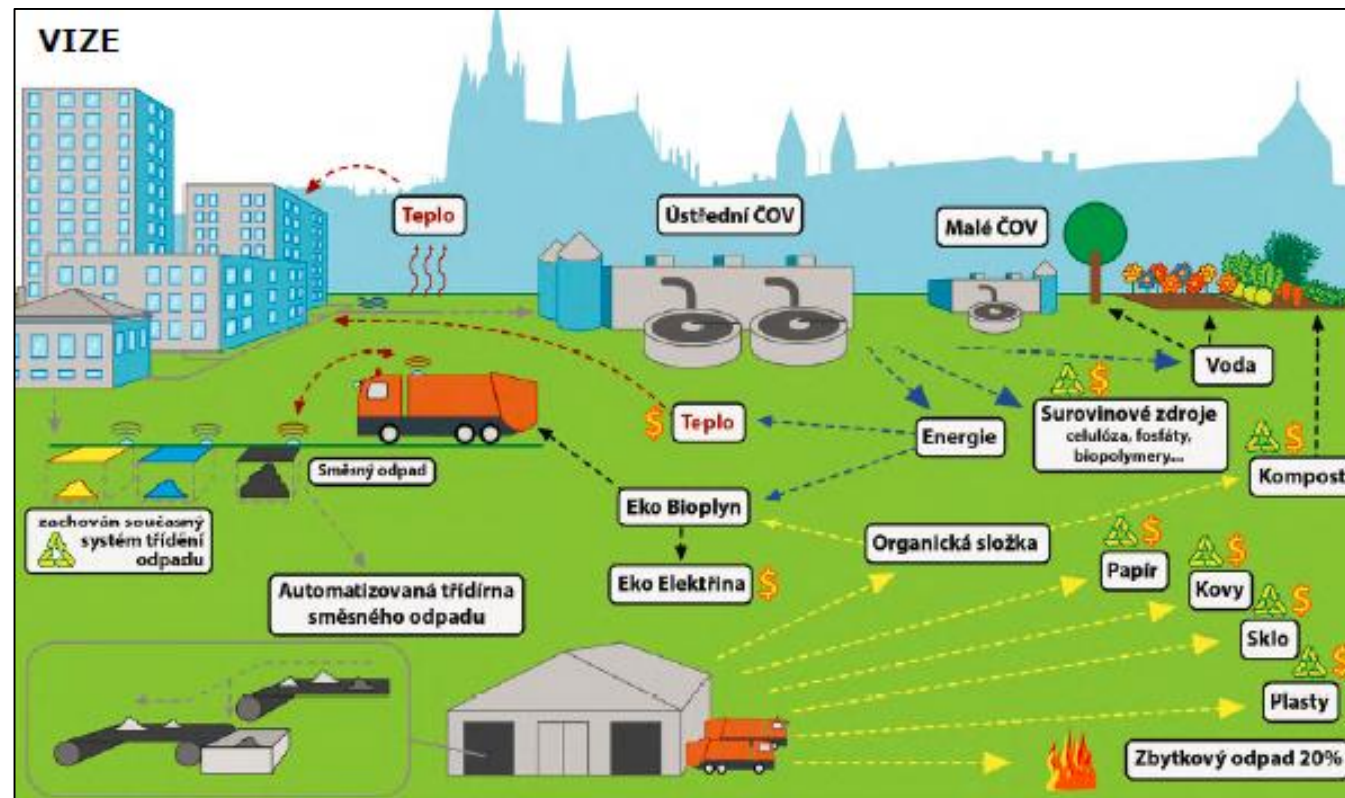 VIZE
Teplo
Ústřední ČOV
Malé ČOV
Voda
$
Surovinové zdroje
celulóza, fosfáty,
biopolymery...
$ Teplo
Energie
$
Kompost
Směsný odpad
zachován současný
systém třídění
odpadu
Eko Bioplyn
Organická složka
$
Papír
$
Kovy
Eko Elektřina $
Automatizovaná třídírna
směsného odpadu
$
Sklo
$
Plasty
Zbytkový odpad 20%